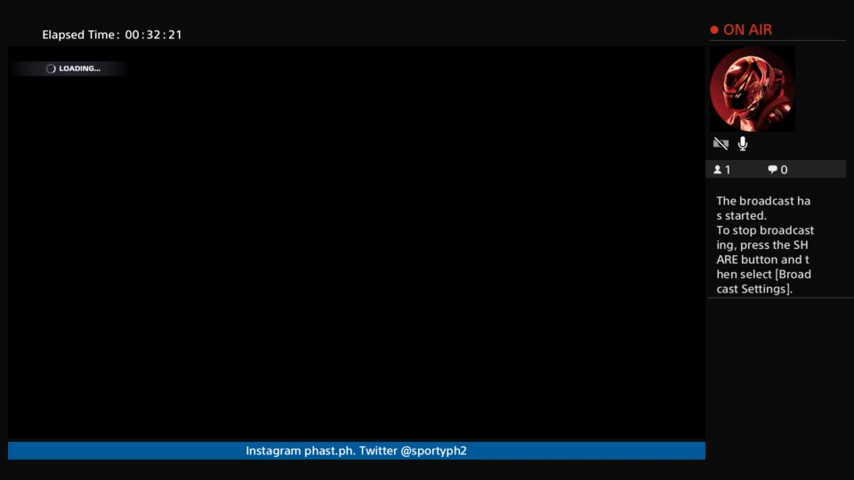 Elapsed Time: 00:32:21
ON AIR
LOADING...
1 0
The broadcast ha
s started.
To stop broadcast
ing, press the SH
ARE button and t
hen select [Broad
cast Settings].
Instagram phast.ph. Twitter @sportyph2